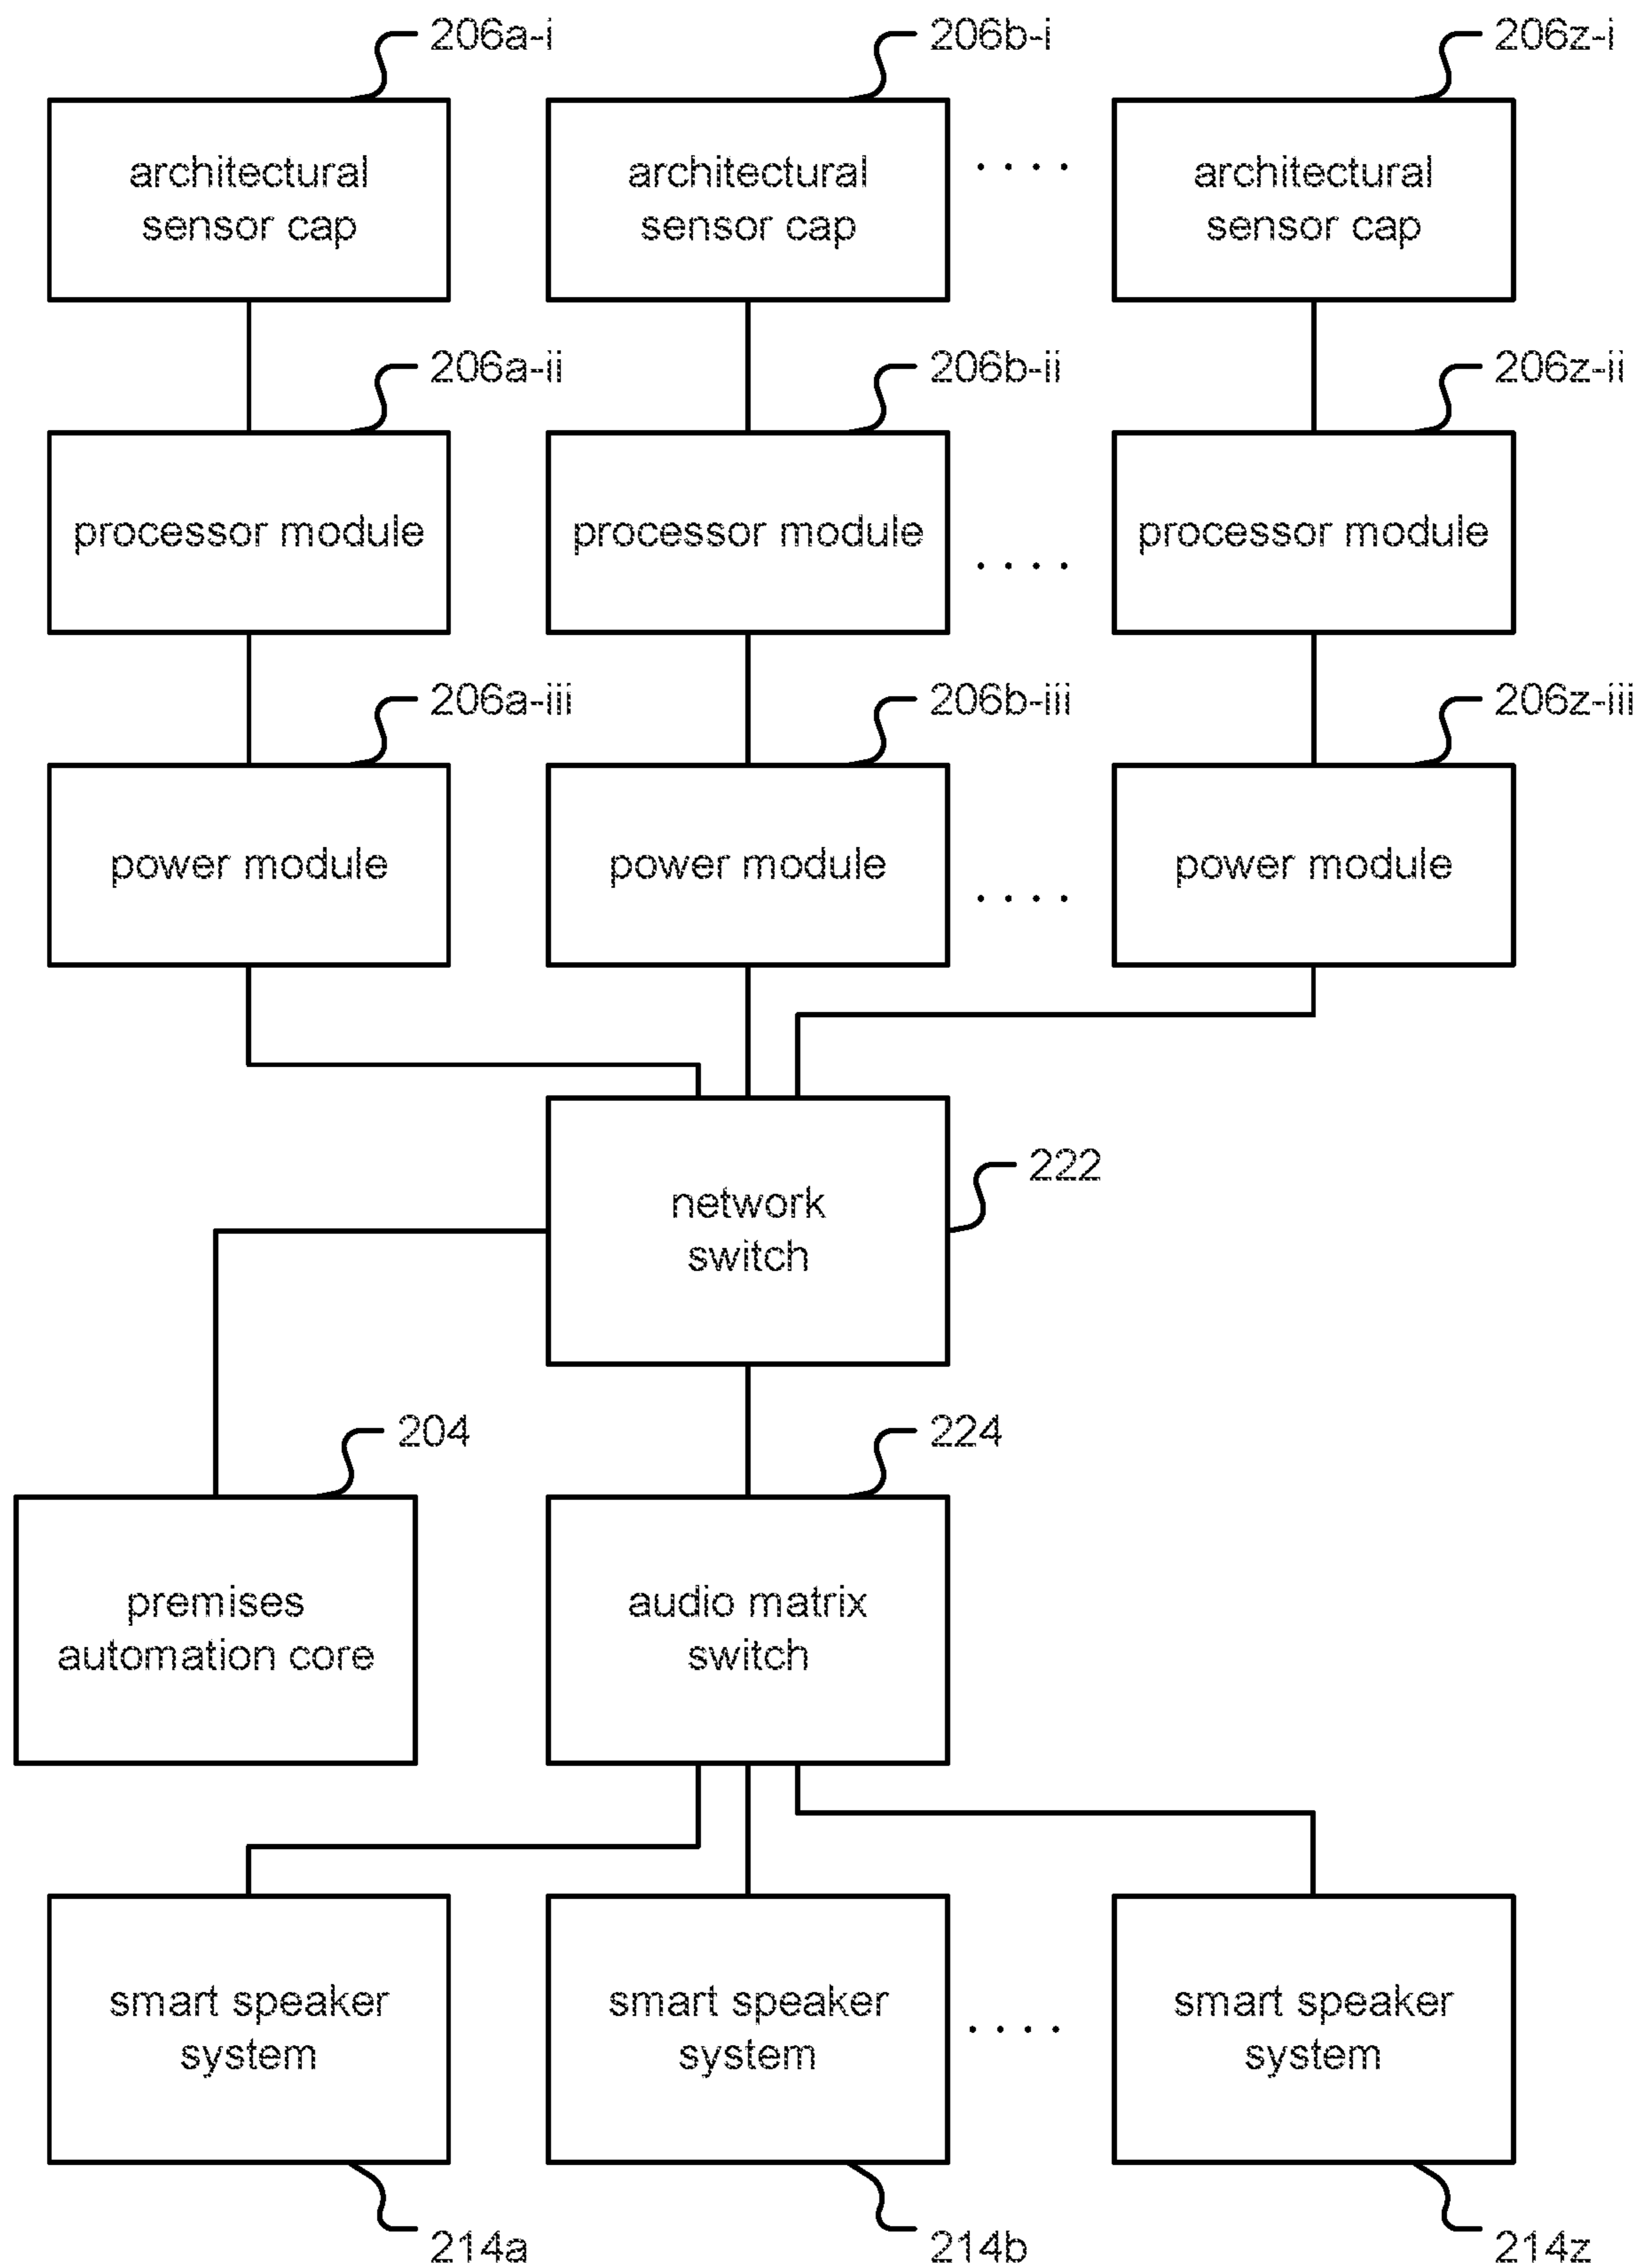 206a-i 206b-i 206z-i
architectural architectural .... architectural
sensor cap sensor cap sensor cap
206a-ii 206b-ii 206z-ii
processor module processor module .... processor module
206a-iii 206b-iii 206z-iii
power module power module .... power module
222
network
switch
204 224
premises audio matrix
automation core switch
smart speaker smart speaker .... smart speaker
system system system
214a 214b 214z